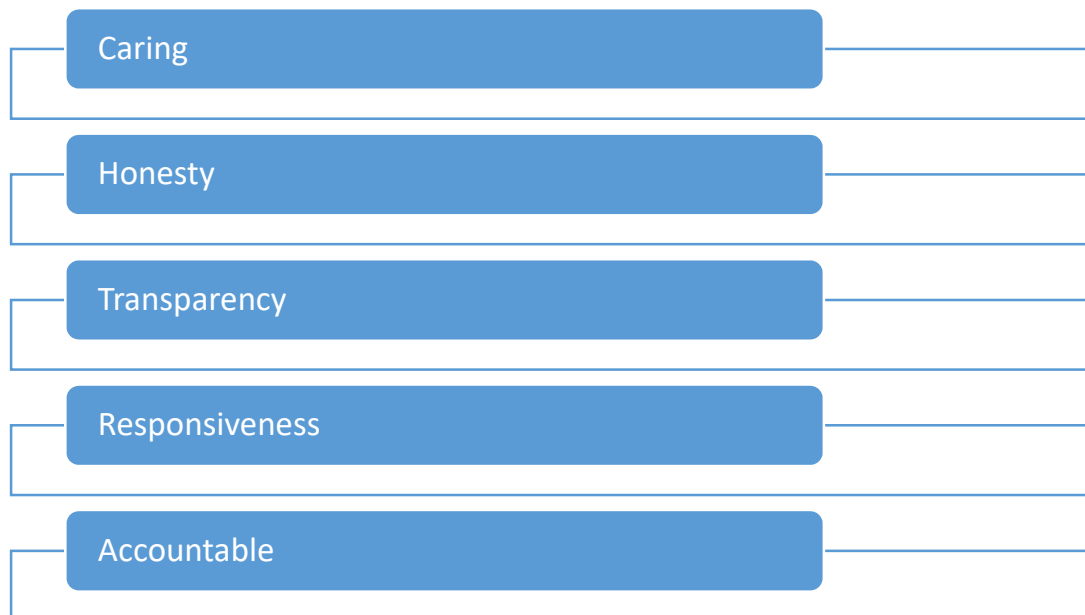 Caring
Honesty
Transparency
Responsiveness
Accountable